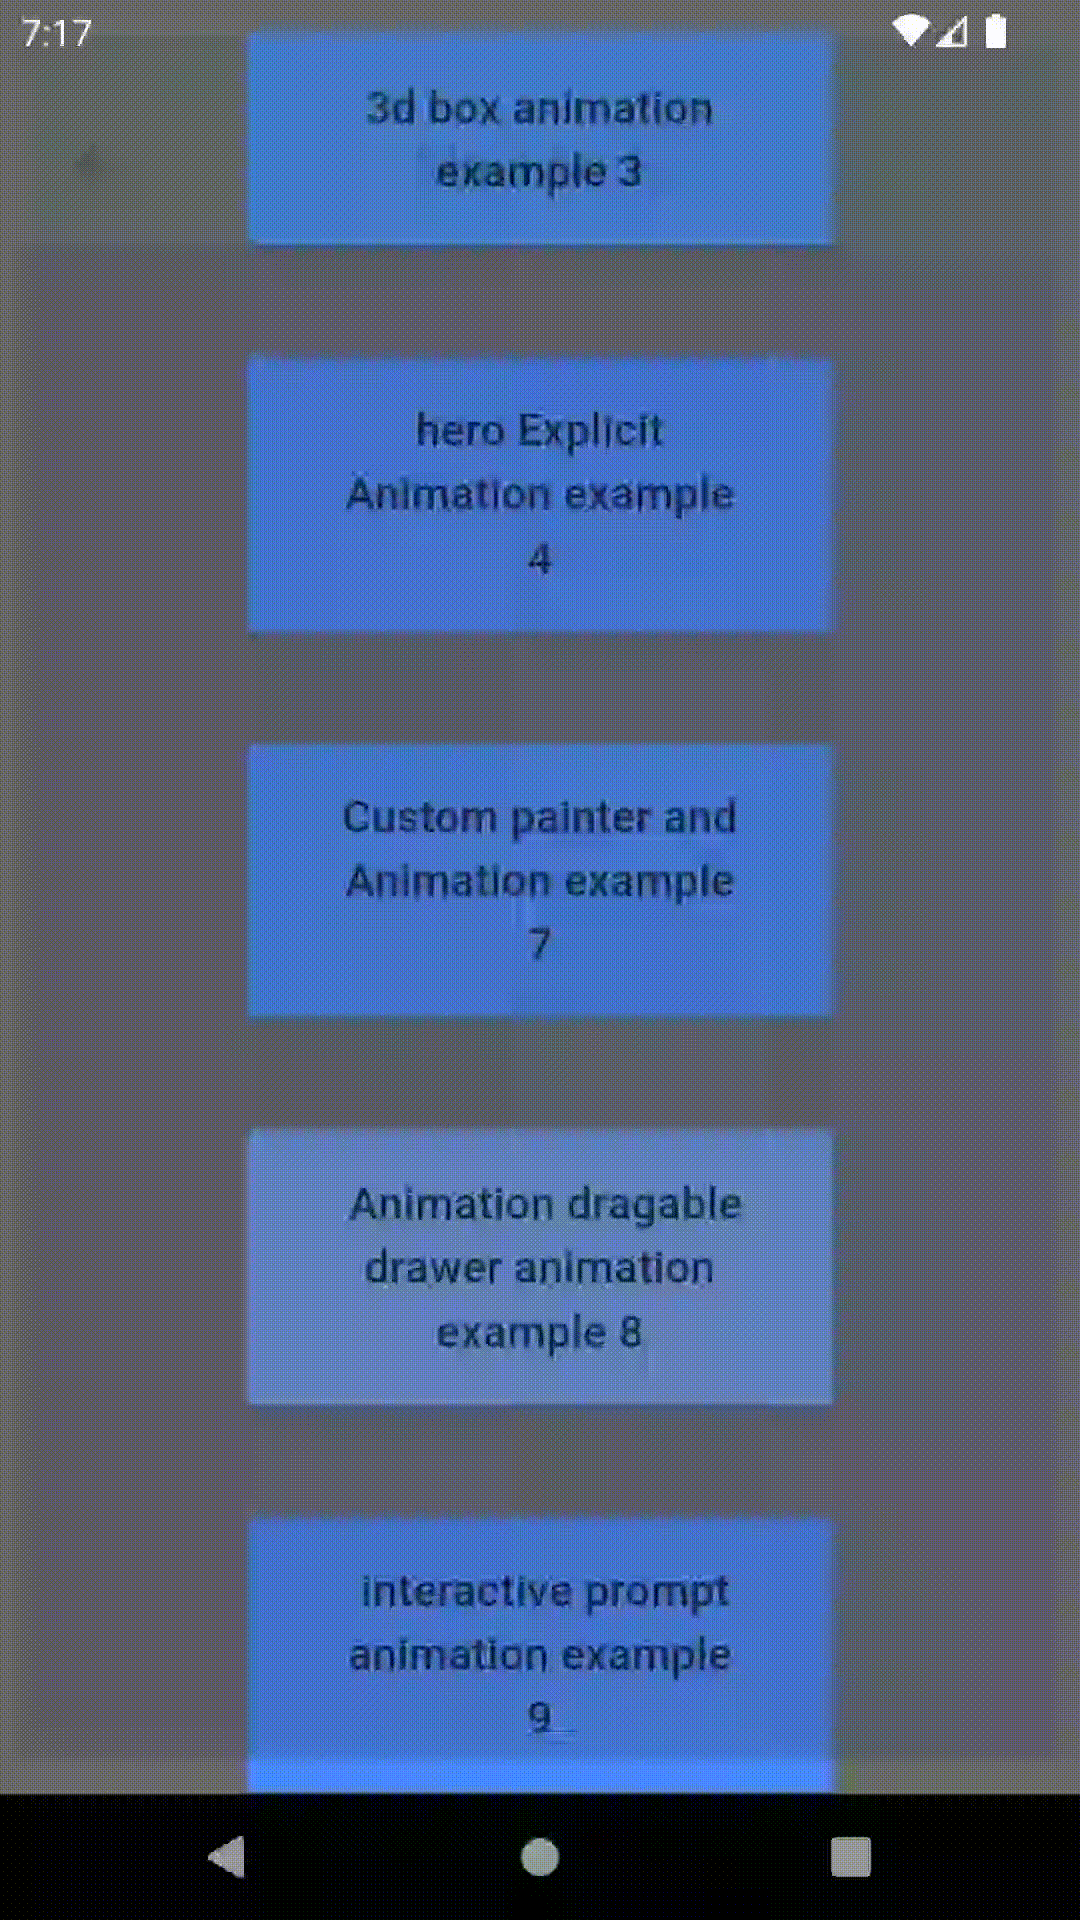 7:17
3d box animation
example 3
hero Explicit
Animation example
4
Custom painter and
Animation example
7
Animation dragable
drawer animation
example 8
interactive prompt
animation example
9